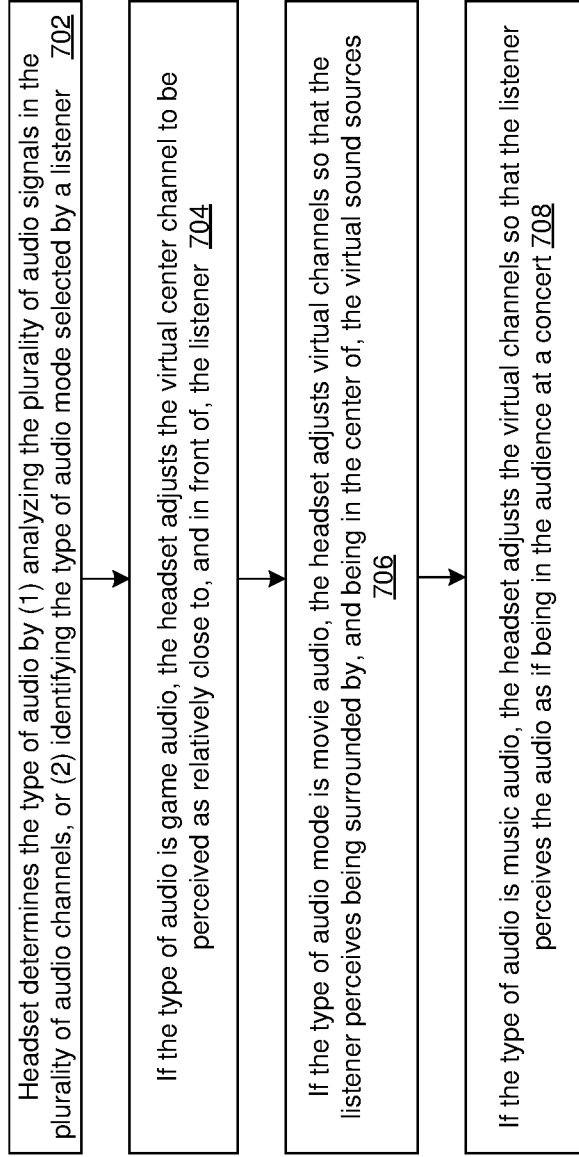 Headset determines the type of audio by (1) analyzing the plurality of audio signals in the
plurality of audio channels, or (2) identifying the type of audio mode selected by a listener 702
If the type of audio is game audio, the headset adjusts the virtual center channel to be
perceived as relatively close to, and in front of, the listener 704
If the type of audio mode is movie audio, the headset adjusts virtual channels so that the
listener perceives being surrounded by, and being in the center of, the virtual sound sources
706
If the type of audio is music audio, the headset adjusts the virtual channels so that the listener
perceives the audio as if being in the audience at a concert 708